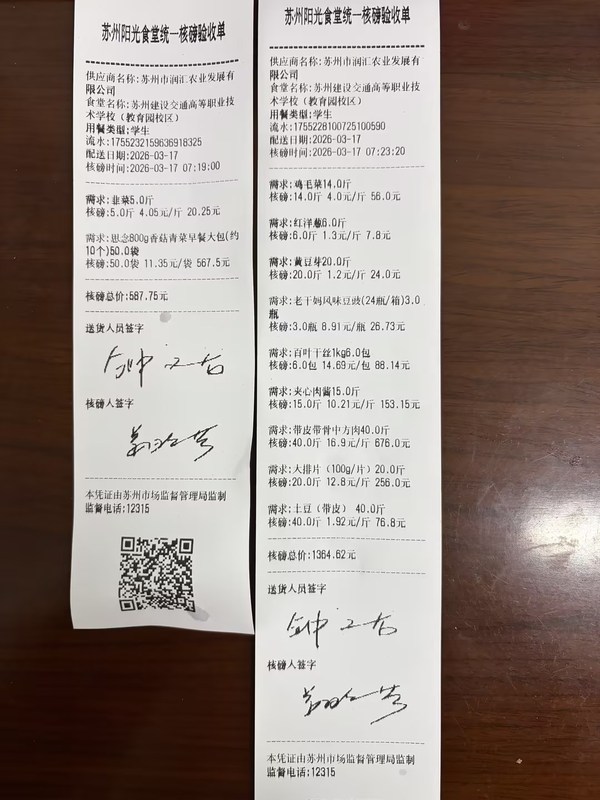 苏州阳光食堂统一核磅验收单
供应商名称:苏州市润汇农业发展有
限公司
食堂名称:苏州建设交通高等职业技
术学校（教育园校区）
用餐类型:学生
流水:1755232159636918325
配送日期:2026-03-17
核磅时间:2026-03-17 07:19:00
需求:韭菜5.0斤
核磅:5.0斤 4.05元/斤 20.25元
需求:思念800g香菇青菜早餐大包(约
10个)50.0袋
核磅:50.0袋 11.35元/袋 567.5元
核磅总价:587.75元
送货人员签字
核磅人签字
本凭证由苏州市场监督管理局监制
监督电话:12315
苏州阳光食堂统一核磅验收单
供应商名称:苏州市润汇农业发展有
限公司
食堂名称:苏州建设交通高等职业技
术学校（教育园校区）
用餐类型:学生
流水:1755228100725100590
配送日期:2026-03-17
核磅时间:2026-03-17 07:23:20
需求:鸡毛菜14.0斤
核磅:14.0斤 4.0元/斤 56.0元
需求:红洋葱6.0斤
核磅:6.0斤 1.3元/斤 7.8元
需求:黄豆芽20.0斤
核磅:20.0斤 1.2元/斤 24.0元
需求:老干妈风味豆豉(24瓶/箱)3.0
瓶
核磅:3.0瓶 8.91元/瓶 26.73元
需求:百叶干丝1kg6.0包
核磅:6.0包 14.69元/包 88.14元
需求:夹心肉酱15.0斤
核磅:15.0斤 10.21元/斤 153.15元
需求:带皮带骨中方肉40.0斤
核磅:40.0斤 16.9元/斤 676.0元
需求:大排片（100g/片）20.0斤
核磅:20.0斤 12.8元/斤 256.0元
需求:土豆（带皮） 40.0斤
核磅:40.0斤 1.92元/斤 76.8元
核磅总价:1364.62元
送货人员签字
核磅人签字
本凭证由苏州市场监督管理局监制
监督电话:12315